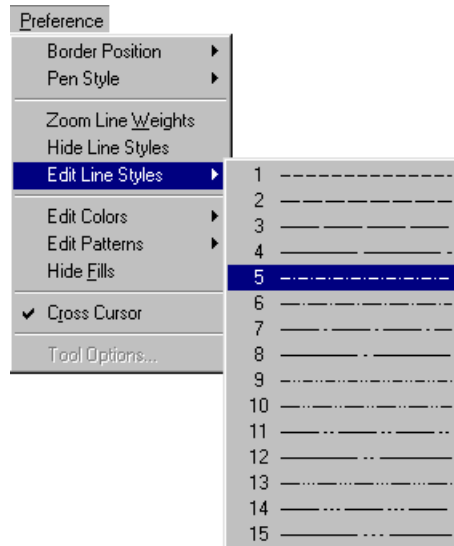 Preference
Border Position
Pen Style
Zoom Line Weights
Hide Line Styles
Edit Line Styles
Edit Colors
Edit Patterns
Hide Fills
Cross Cursor
Tool Options...
1
2
3
4
5
6
7
8
9
10
11
12
13
14
15